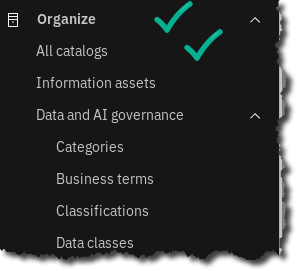 Organize
All catalogs
Information assets
Data and AI governance
Categories
Business terms
Classifications
Data classes